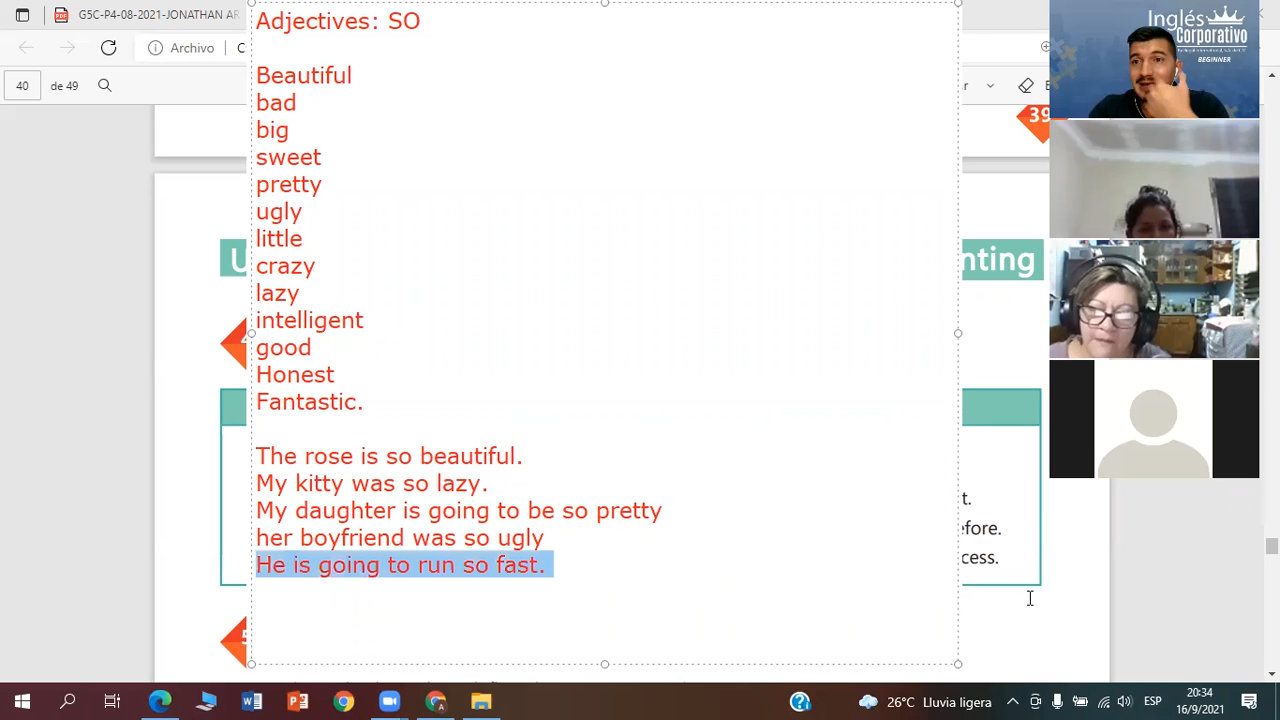 G5C-P4-08-2021-JONATHAN AR
Archivo
40 de 49
Adjectives: SO
Beautiful
bad
big
sweet
pretty
ugly
little
crazy
lazy
intelligent
good
Honest
Fantastic.
The rose is so beautiful.
My kitty was so lazy.
My daughter is going to be so pretty
her boyfriend was so ugly
He is going to run so fast.
39
U
nting
t.
efore.
cess.
Inglés
Corporativo
BEGINNER
26°C Lluvia ligera
ESP
20:34
16/9/2021